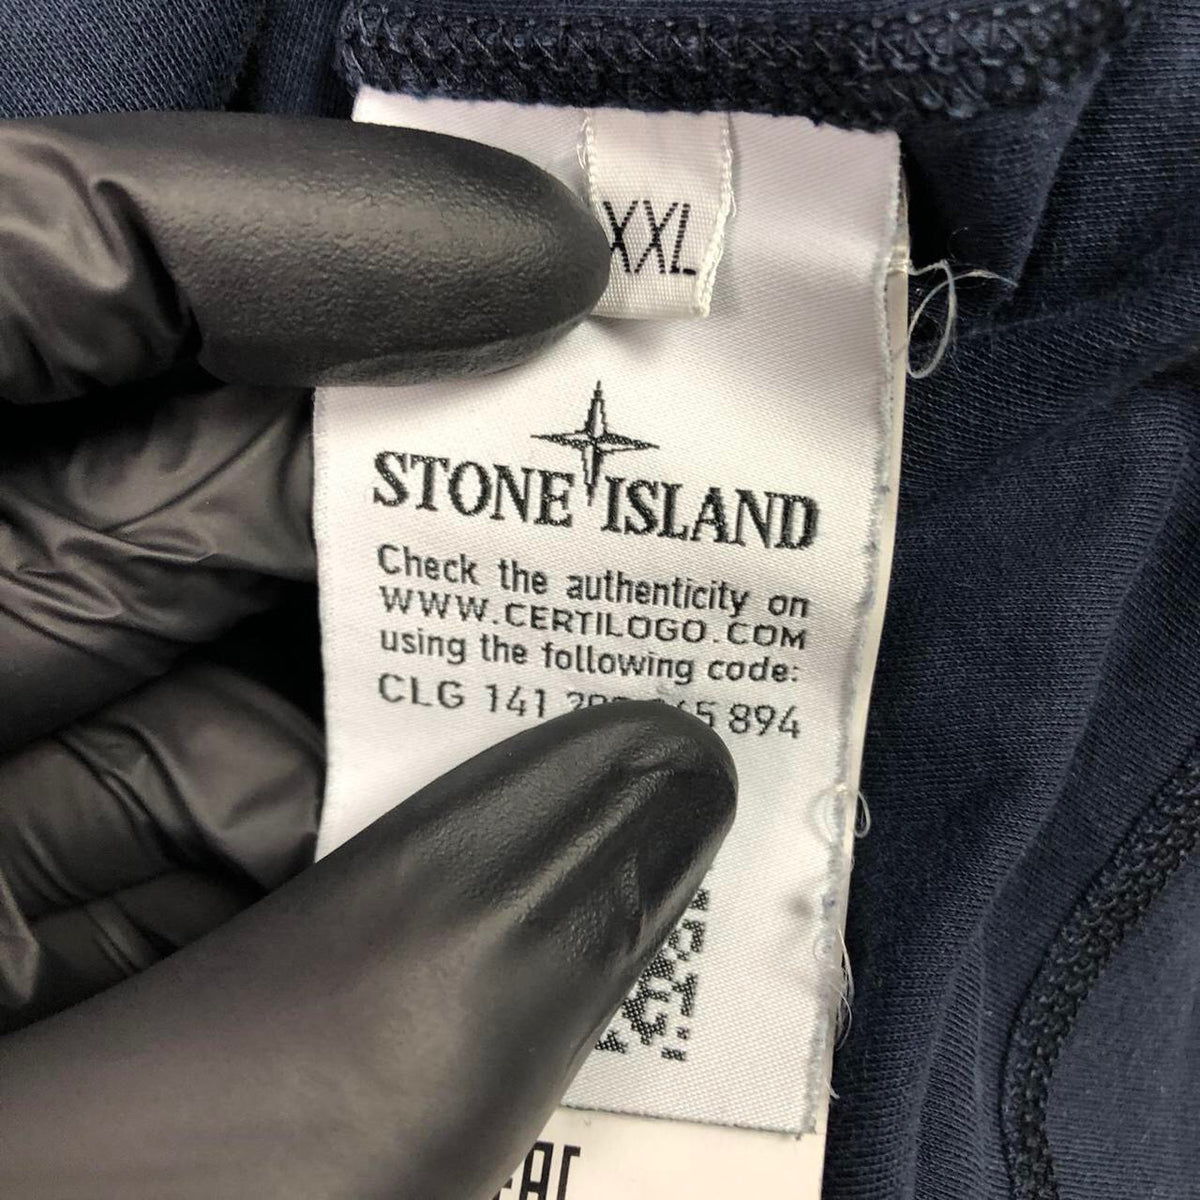 XXL
STONE ISLAND
Check the authenticity on
WWW.CERTILOGO.COM
using the following code:
CLG 141 894